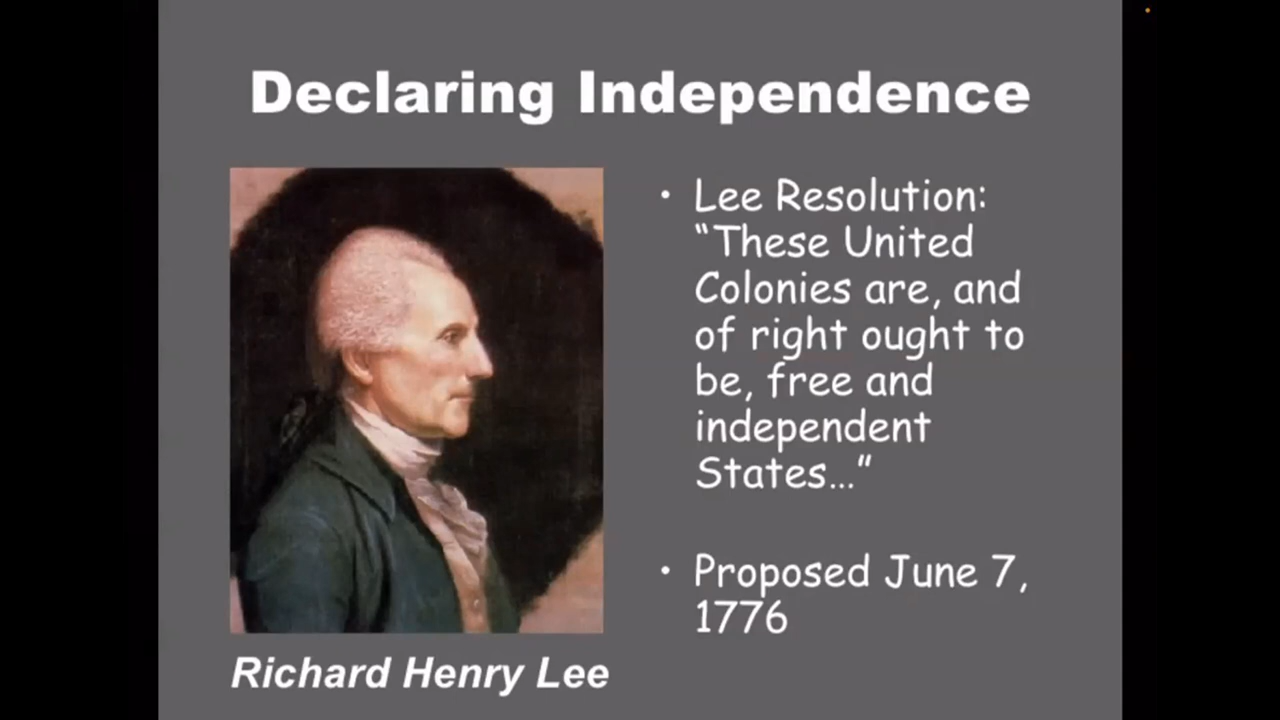 Declaring Independence
• Lee Resolution:
“These United
Colonies are, and
of right ought to
be, free and
independent
States…”
• Proposed June 7,
1776
Richard Henry Lee